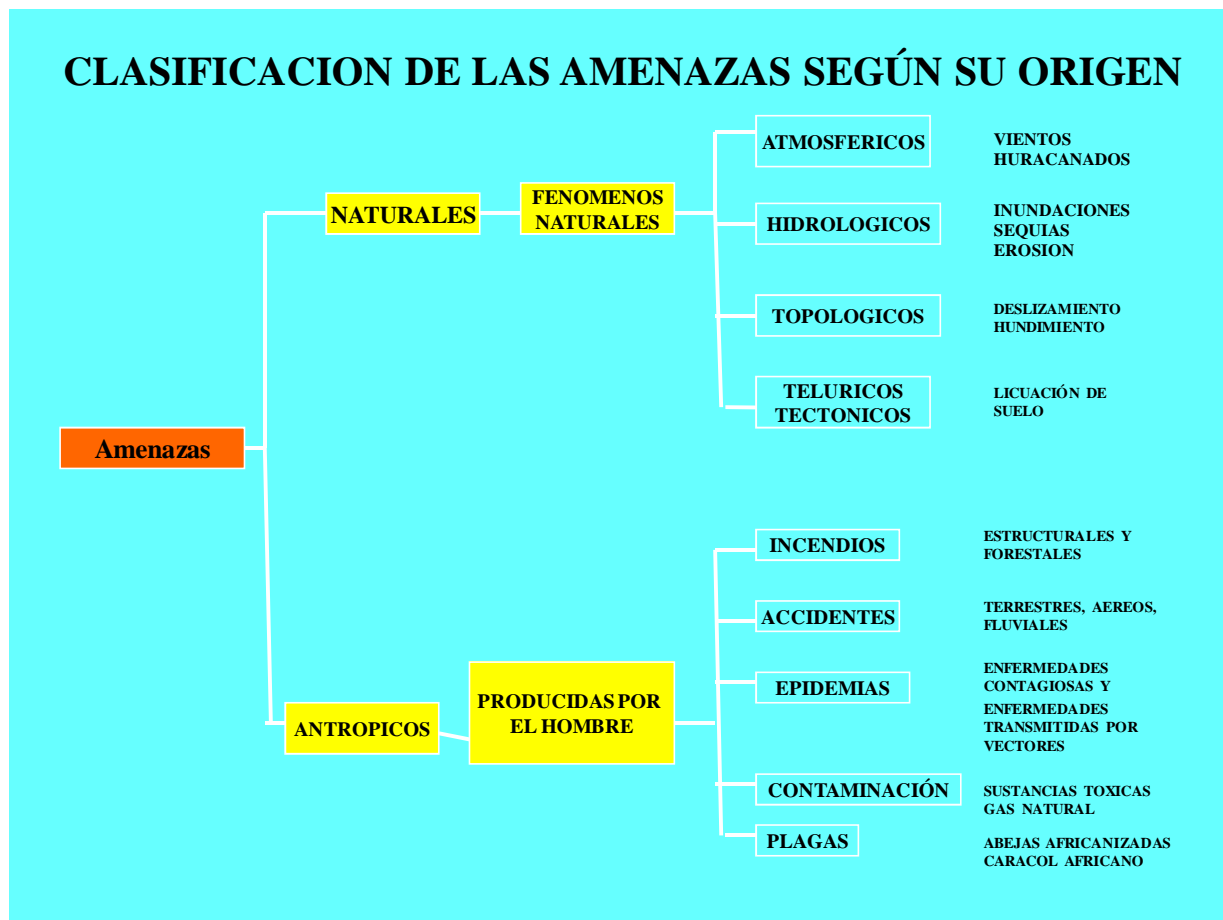 CLASIFICACION DE LAS AMENAZAS SEGÚN SU ORIGEN
Amenazas
NATURALES
FENOMENOS
NATURALES
ATMOSFERICOS
VIENTOS
HURACANADOS
HIDROLOGICOS
INUNDACIONES
SEQUIAS
EROSION
TOPOLOGICOS
DESLIZAMIENTO
HUNDIMIENTO
TELURICOS
TECTONICOS
LICUACIÓN DE
SUELO
ANTROPICOS
PRODUCIDAS POR
EL HOMBRE
INCENDIOS
ESTRUCTURALES Y
FORESTALES
ACCIDENTES
TERRESTRES, AEREOS,
FLUVIALES
EPIDEMIAS
ENFERMEDADES
CONTAGIOSAS Y
ENFERMEDADES
TRANSMITIDAS POR
VECTORES
CONTAMINACIÓN
SUSTANCIAS TOXICAS
GAS NATURAL
PLAGAS
ABEJAS AFRICANIZADAS
CARACOL AFRICANO